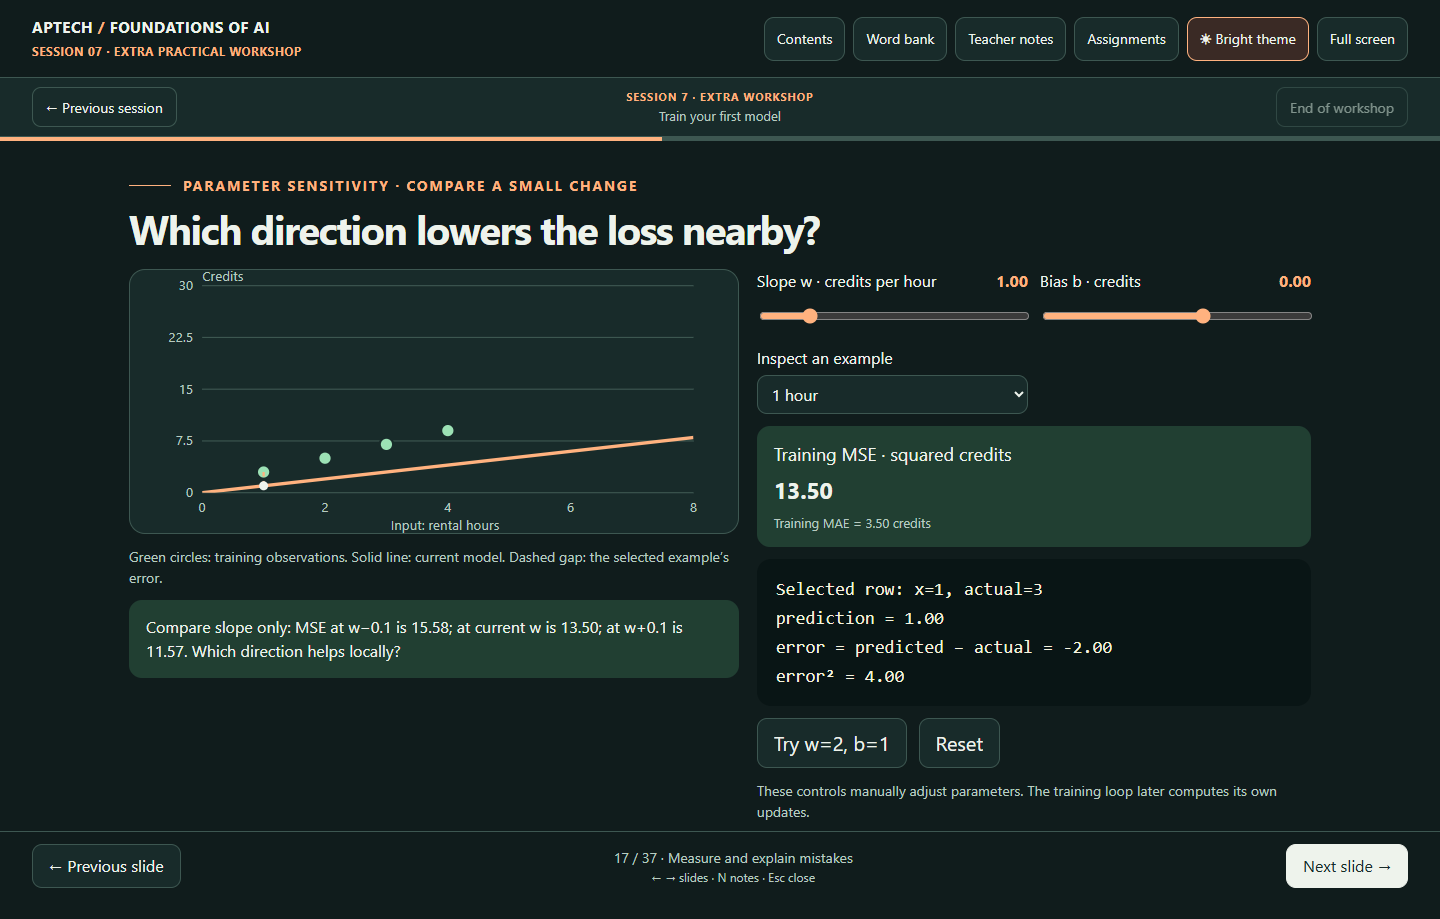 APTECH / FOUNDATIONS OF AI
SESSION 07 · EXTRA PRACTICAL WORKSHOP
Contents
Word bank
Teacher notes
Assignments
☀ Bright theme
Full screen
← Previous session
SESSION 7 · EXTRA WORKSHOP
Train your first model
End of workshop
PARAMETER SENSITIVITY · COMPARE A SMALL CHANGE
Which direction lowers the loss nearby?
Credits
30
22.5
15
7.5
0
0
2
4
6
8
Input: rental hours
Green circles: training observations. Solid line: current model. Dashed gap: the selected example's
error.
Compare slope only: MSE at w−0.1 is 15.58; at current w is 13.50; at w+0.1 is
11.57. Which direction helps locally?
Slope w · credits per hour 1.00
Bias b · credits 0.00
Inspect an example
1 hour
Training MSE · squared credits
13.50
Training MAE = 3.50 credits
Selected row: x=1, actual=3
prediction = 1.00
error = predicted − actual = -2.00
error² = 4.00
Try w=2, b=1
Reset
These controls manually adjust parameters. The training loop later computes its own
updates.
← Previous slide
17 / 37 · Measure and explain mistakes
← → slides · N notes · Esc close
Next slide →